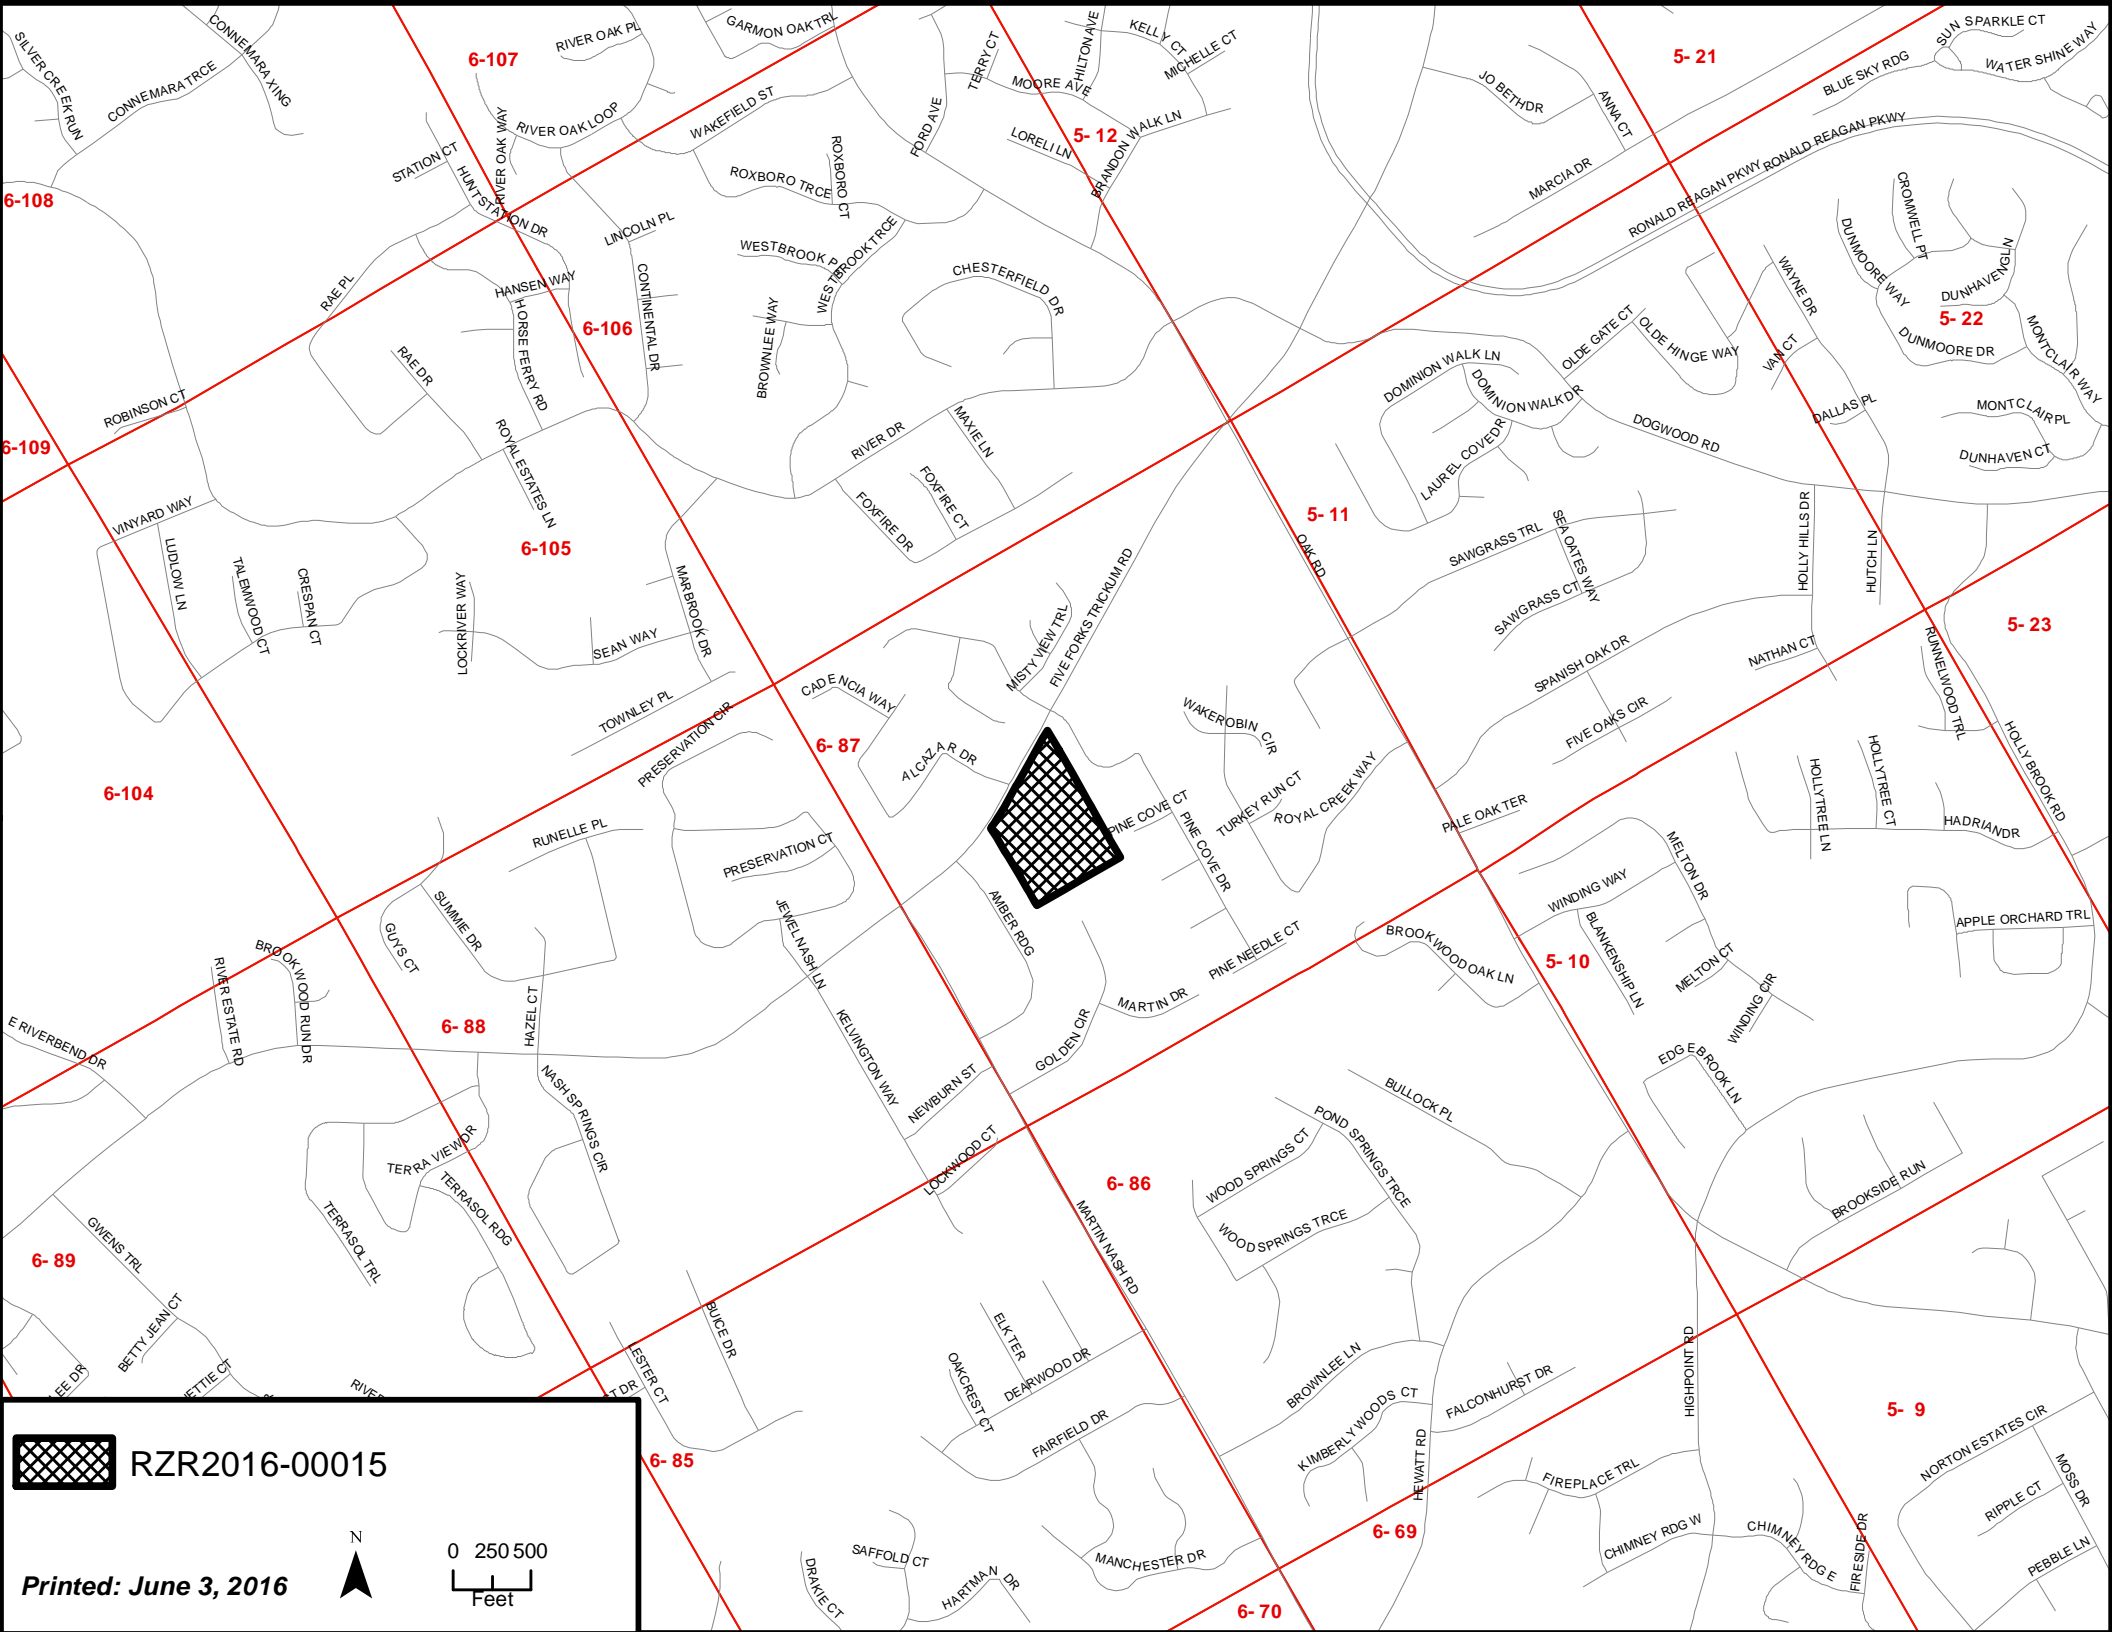 SILVER CREEK RUN
CONNEMARA TRCE
CONNEMARA XING
6-107
RIVER OAK PL
GARMON OAK TRL
TERRY CT
HILTON AVE
KELLY CT
MICHELLE CT
MOORE AVE
5- 21
SUN SPARKLE CT
WATER SHINE WAY
BLUE SKY RDG
JO BETH DR
ANNA CT
RIVER OAK WAY
RIVER OAK LOOP
WAKEFIELD ST
FORD AVE
LORELI LN
5- 12
BRANDON WALK LN
RONALD REAGAN PKWY
RONALD REAGAN PKWY
STATION CT
HUNT STATION DR
ROXBORO TRCE
ROXBORO CT
MARCIA DR
CROMWELL PT
6-108
LINCOLN PL
WESTBROOK P
WESTBROOK TRCE
CHESTERFIELD DR
DUNMOORE WAY
DUNHAVEN GLN
WAYNE DR
RAE PL
HANSEN WAY
HORSE FERRY RD
6-106
CONTINENTAL DR
BROWNLEE WAY
OLDE GATE CT
OLDE HINGE WAY
VAN CT
5- 22
DUNMOORE DR
MONTCLAIR WAY
RAE DR
DOMINION WALK LN
DOMINION WALK DR
ROBINSON CT
ROYAL ESTATES LN
RIVER DR
MAXIE LN
LAUREL COVE DR
DOGWOOD RD
DALLAS PL
MONTCLAIR PL
DUNHAVEN CT
6-109
VINYARD WAY
FOXFIRE CT
FOXFIRE DR
5- 11
OAK RD
SAWGRASS TRL
SEA OATES WAY
SAWGRASS CT
HOLLY HILLS DR
HUTCH LN
6-105
LUDLOW LN
TALEMWOOD CT
CRESPAN CT
LOCKRIVER WAY
SEAN WAY
MARBROOK DR
MISTY VIEW TRL
FIVE FORKS TRICKUM RD
5- 23
RUNNELWOOD TRL
SPANISH OAK DR
NATHAN CT
TOWNLEY PL
PRESERVATION CIR
CADENCIA WAY
6- 87
ALCAZAR DR
WAKEROBIN CIR
FIVE OAKS CIR
HOLLY BROOK RD
6-104
RUNELLE PL
PRESERVATION CT
PINE COVE CT
PINE COVE DR
TURKEY RUN CT
ROYAL CREEK WAY
PALE OAK TER
HOLLYTREE LN
HOLLYTREE CT
HADRIAN DR
SUMMIE DR
GUYS CT
JEWEL NASH LN
AMBER RDG
PINE NEEDLE CT
BROOKWOOD OAK LN
WINDING WAY
MELTON DR
BLANKENSHIP LN
MELTON CT
WINDING CIR
APPLE ORCHARD TRL
5- 10
BROOKWOOD RUN DR
RIVER ESTATE RD
E RIVERBEND DR
6- 88
HAZEL CT
KELVINGTON WAY
MARTIN DR
GOLDEN CIR
NEWBURN ST
EDGEBROOK LN
NASH SPRINGS CIR
BULLOCK PL
POND SPRINGS TRCE
WOOD SPRINGS CT
WOOD SPRINGS TRCE
LOCKWOOD CT
6- 86
TERRA VIEW DR
TERRASOL RDG
TERRASOL TRL
GWENS TRL
6- 89
MARTIN NASH RD
BROOKSIDE RUN
BETTY JEAN CT
BUICE DR
LESTER CT
ELK TER
OAKCREST CT
DEARWOOD DR
FAIRFIELD DR
BROWNLEE LN
KIMBERLY WOODS CT
FALCONHURST DR
HEWATT RD
HIGHPOINT RD
5- 9
NORTON ESTATES CIR
MOSS DR
RIPPLE CT
PEBBLE LN
LEE DR
ETTIE CT
RIVE
T DR
6- 85
6- 69
FIREPLACE TRL
CHIMNEY RDG W
CHIMNEY RDG E
FIRESIDE DR
SAFFOLD CT
DRAKIE CT
HARTMAN DR
MANCHESTER DR
6- 70
RZR2016-00015
N
0 250 500
Feet
Printed: June 3, 2016